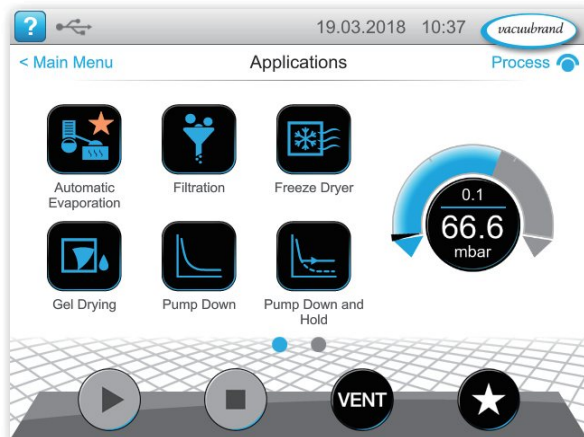 ?
19.03.2018 10:37
vacuubrand
< Main Menu
Applications
Process
Automatic
Evaporation
Filtration
Freeze Dryer
0.1
66.6
mbar
Gel Drying
Pump Down
Pump Down and
Hold
VENT